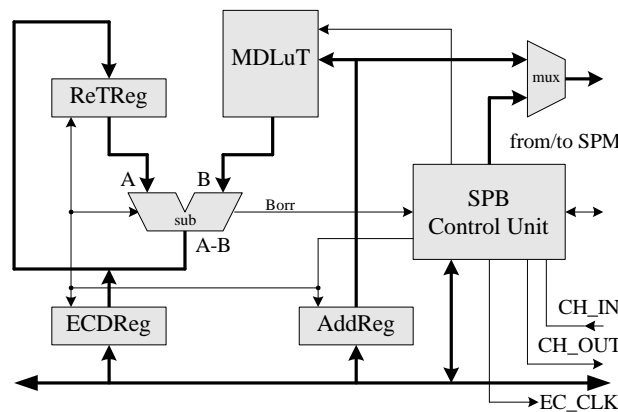 MDLuT
mux
ReTReg
from/to SPM
A
B
SPB
Control Unit
sub
Borr
A-B
CH_IN
ECDReg
AddReg
CH_OUT
EC_CLK